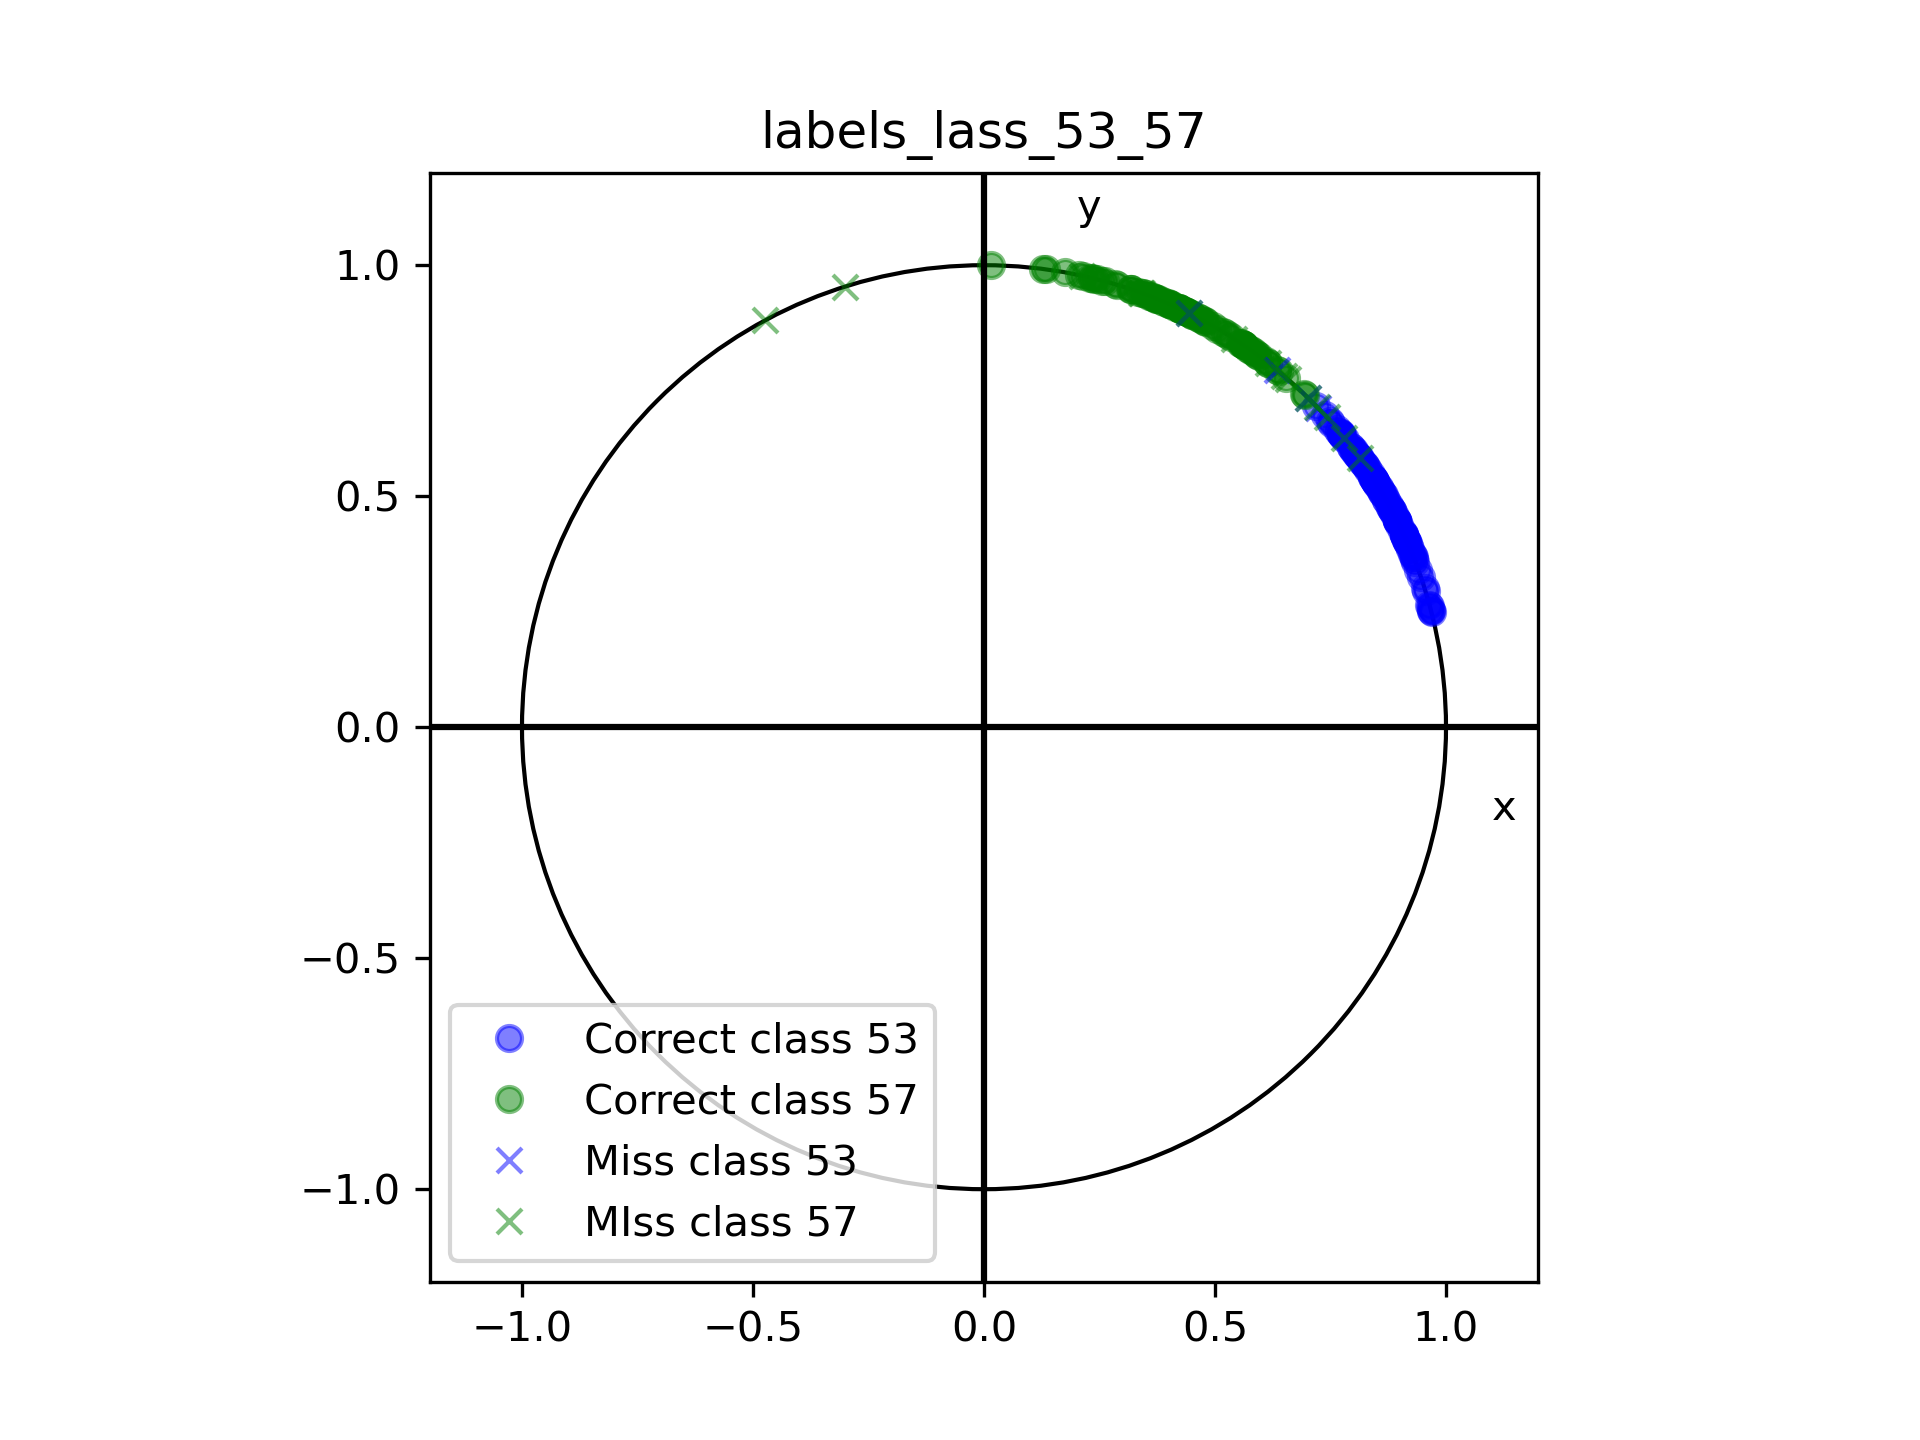 labels_lass_53_57
y
1.0
0.5
0.0
x
−0.5
−1.0
Correct class 53
Correct class 57
Miss class 53
MIss class 57
−1.0 −0.5 0.0 0.5 1.0